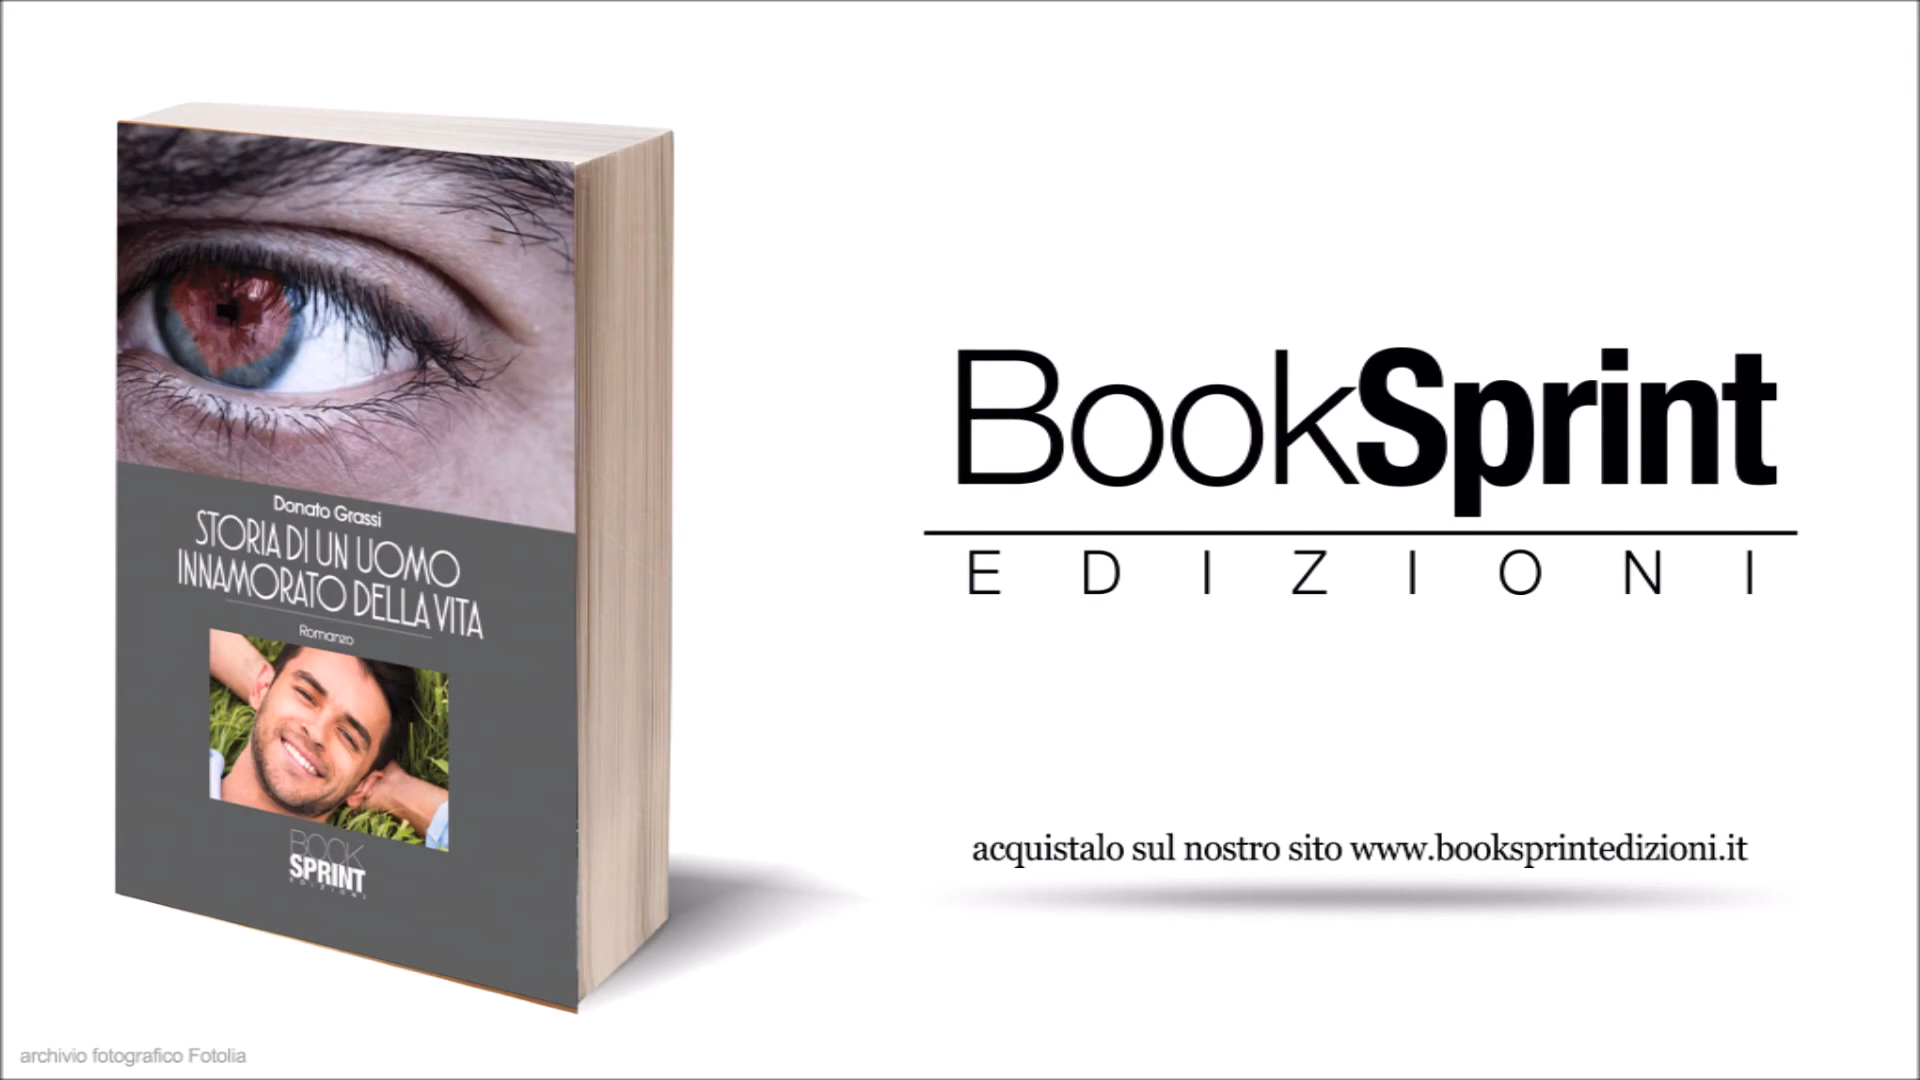 Donato Grassi
STORIA DI UN UOMO
INNAMORATO DELLA VITA
Romanzo
BOOK
SPRINT
EDIZIONI
BookSprint
EDIZIONI
acquistalo sul nostro sito www.booksprintedizioni.it
archivio fotografico Fotolia